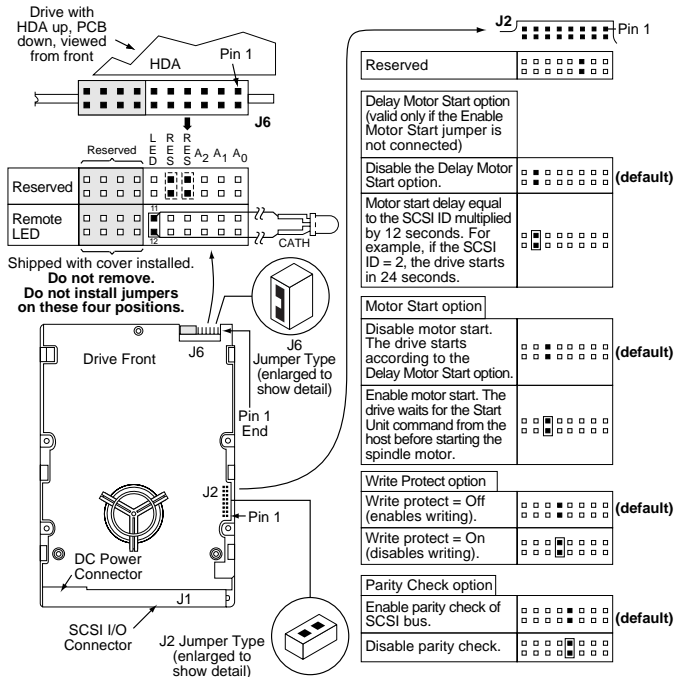 Drive with
HDA up, PCB
down, viewed
from front
HDA
Pin 1
J6
Reserved
LED
RES
RES
A2 A1 A0
Reserved
Remote
LED
11
12
CATH
Shipped with cover installed.
Do not remove.
Do not install jumpers
on these four positions.
Drive Front
J6
J6
Jumper Type
(enlarged to
show detail)
Pin 1
End
J2
Pin 1
DC Power
Connector
J1
SCSI I/O
Connector
J2 Jumper Type
(enlarged to
show detail)
J2
Pin 1
Reserved
Delay Motor Start option
(valid only if the Enable
Motor Start jumper is
not connected)
Disable the Delay Motor
Start option.
(default)
Motor start delay equal
to the SCSI ID multiplied
by 12 seconds. For
example, if the SCSI
ID = 2, the drive starts
in 24 seconds.
Motor Start option
Disable motor start.
The drive starts
according to the
Delay Motor Start option.
(default)
Enable motor start. The
drive waits for the Start
Unit command from the
host before starting the
spindle motor.
Write Protect option
Write protect = Off
(enables writing).
(default)
Write protect = On
(disables writing).
Parity Check option
Enable parity check of
SCSI bus.
(default)
Disable parity check.